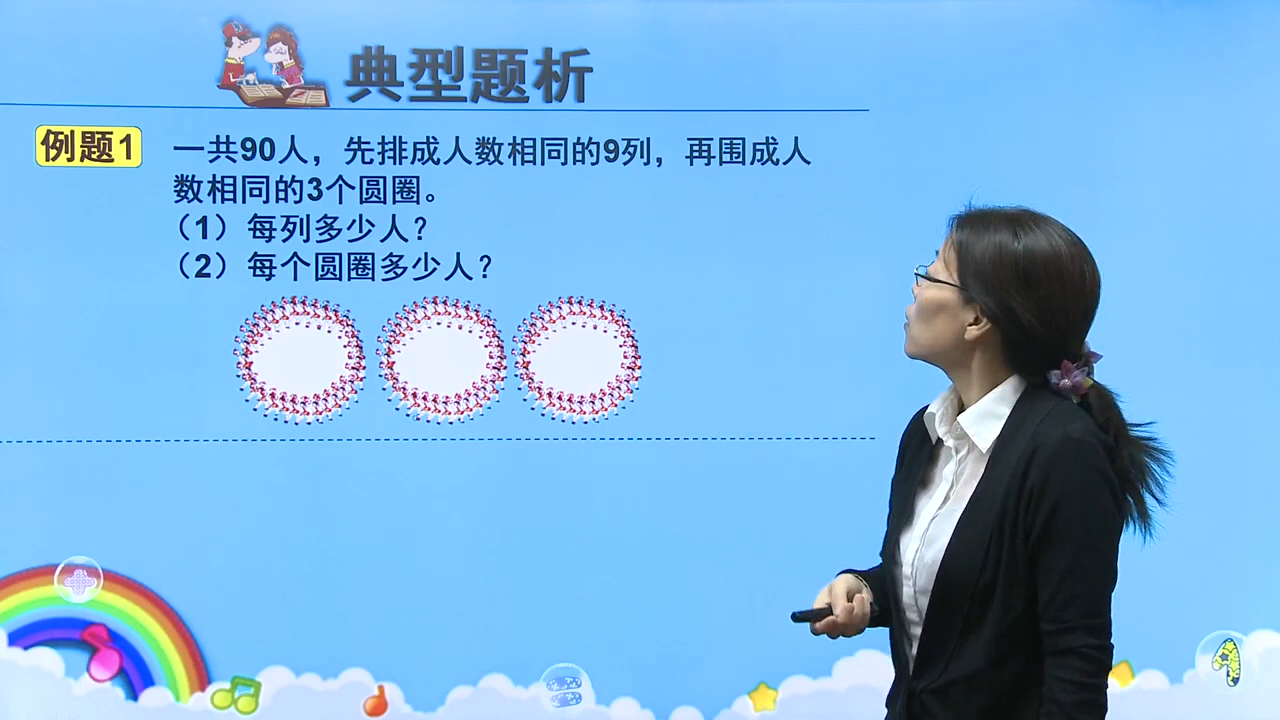 典型题析
例题1
一共90人，先排成人数相同的9列，再围成人
数相同的3个圆圈。
（1）每列多少人？
（2）每个圆圈多少人？